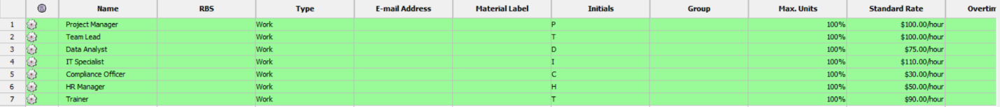 Name RBS Type E-mail Address Material Label Initials Group Max. Units Standard Rate Overtim
1 Project Manager Work P 100% $100.00/hour
2 Team Lead Work T 100% $100.00/hour
3 Data Analyst Work D 100% $75.00/hour
4 IT Specialist Work I 100% $110.00/hour
5 Compliance Officer Work C 100% $30.00/hour
6 HR Manager Work H 100% $50.00/hour
7 Trainer Work T 100% $90.00/hour